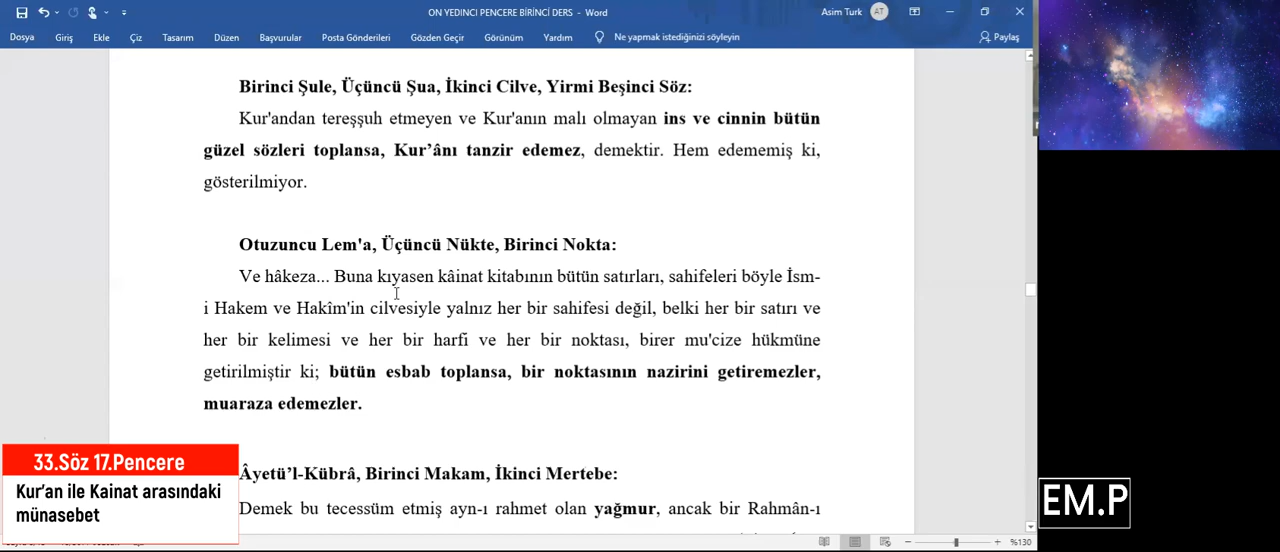 ON YEDINCI PENCERE BİRİNCİ DERS - Word
Asim Turk
AT
Dosya Giriş Ekle Çiz Tasarım Düzen Başvurular Posta Gönderileri Gözden Geçir Görünüm Yardım Ne yapmak istediğinizi söyleyin Paylaş
Birinci Şule, Üçüncü Şua, İkinci Cilve, Yirmi Beşinci Söz:
Kur'andan tereşşuh etmeyen ve Kur'anın malı olmayan ins ve cinnin bütün
güzel sözleri toplansa, Kur’ânı tanzir edemez, demektir. Hem edememiş ki,
gösterilmiyor.
Otuzuncu Lem'a, Üçüncü Nükte, Birinci Nokta:
Ve hâkeza... Buna kıyasen kâinat kitabının bütün satırları, sahifeleri böyle İsm-
i Hakem ve Hakîm'in cilvesiyle yalnız her bir sahifesi değil, belki her bir satırı ve
her bir kelimesi ve her bir harfi ve her bir noktası, birer mu'cize hükmüne
getirilmiştir ki; bütün esbab toplansa, bir noktasının nazirini getiremezler,
muaraza edemezler.
Âyetü’l-Kübrâ, Birinci Makam, İkinci Mertebe:
Demek bu tecessüm etmiş ayn-ı rahmet olan yağmur, ancak bir Rahmân-ı
33.Söz 17.Pencere
Kur’an ile Kainat arasındaki
münasebet
EM.P
%130